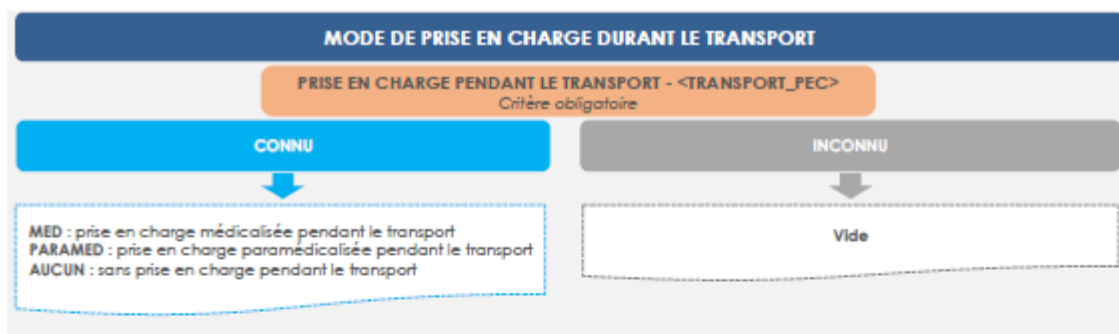 MODE DE PRISE EN CHARGE DURANT LE TRANSPORT
PRISE EN CHARGE PENDANT LE TRANSPORT - <TRANSPORT_PEC>
Critère obligatoire
CONNU
INCONNU
MED : prise en charge médicalisée pendant le transport
PARAMED : prise en charge paramédicalisée pendant le transport
AUCUN : sans prise en charge pendant le transport
Vide